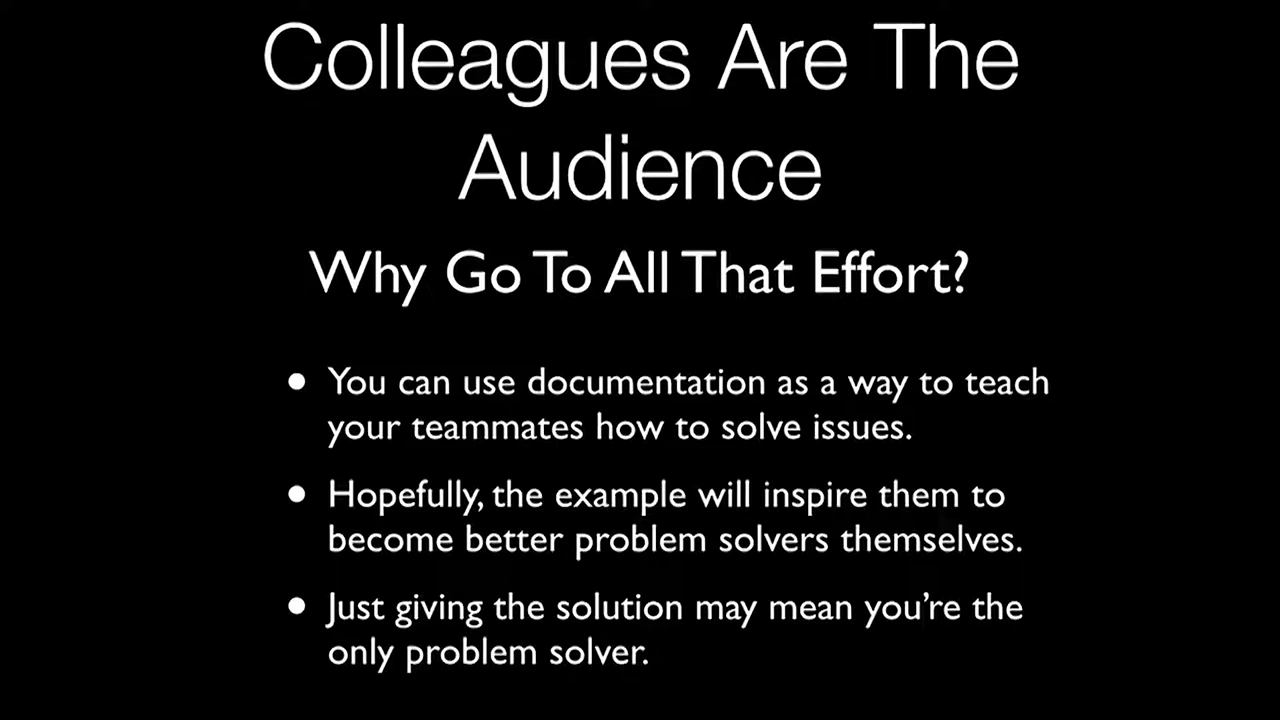 Colleagues Are The
Audience
Why Go To All That Effort?
• You can use documentation as a way to teach
your teammates how to solve issues.
• Hopefully, the example will inspire them to
become better problem solvers themselves.
• Just giving the solution may mean you’re the
only problem solver.